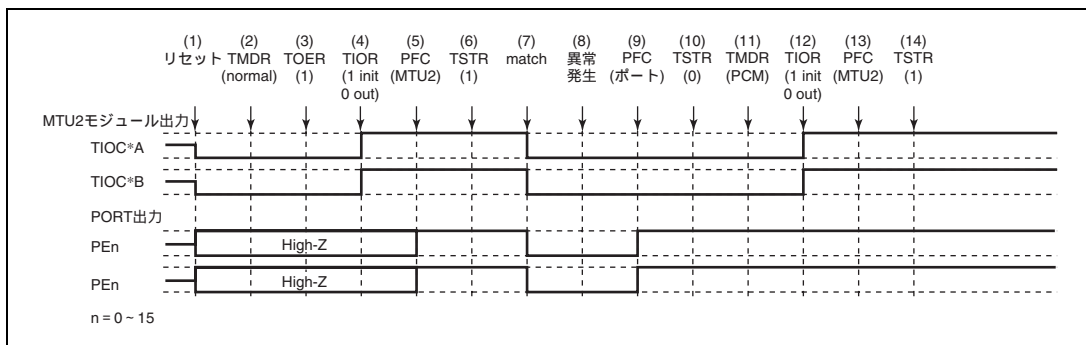 (1) (2) (3) (4) (5) (6) (7) (8) (9) (10) (11) (12) (13) (14)
リセット TMDR TOER TIOR PFC TSTR match 異常 PFC TSTR TMDR TIOR PFC TSTR
(normal) (1) (1 init (MTU2) (1) 発生 (ポート) (0) (PCM) (1 init (MTU2) (1)
0 out) 0 out)
MTU2モジュール出力
TIOC*A
TIOC*B
PORT出力
PEn High-Z
PEn High-Z
n = 0 ~ 15